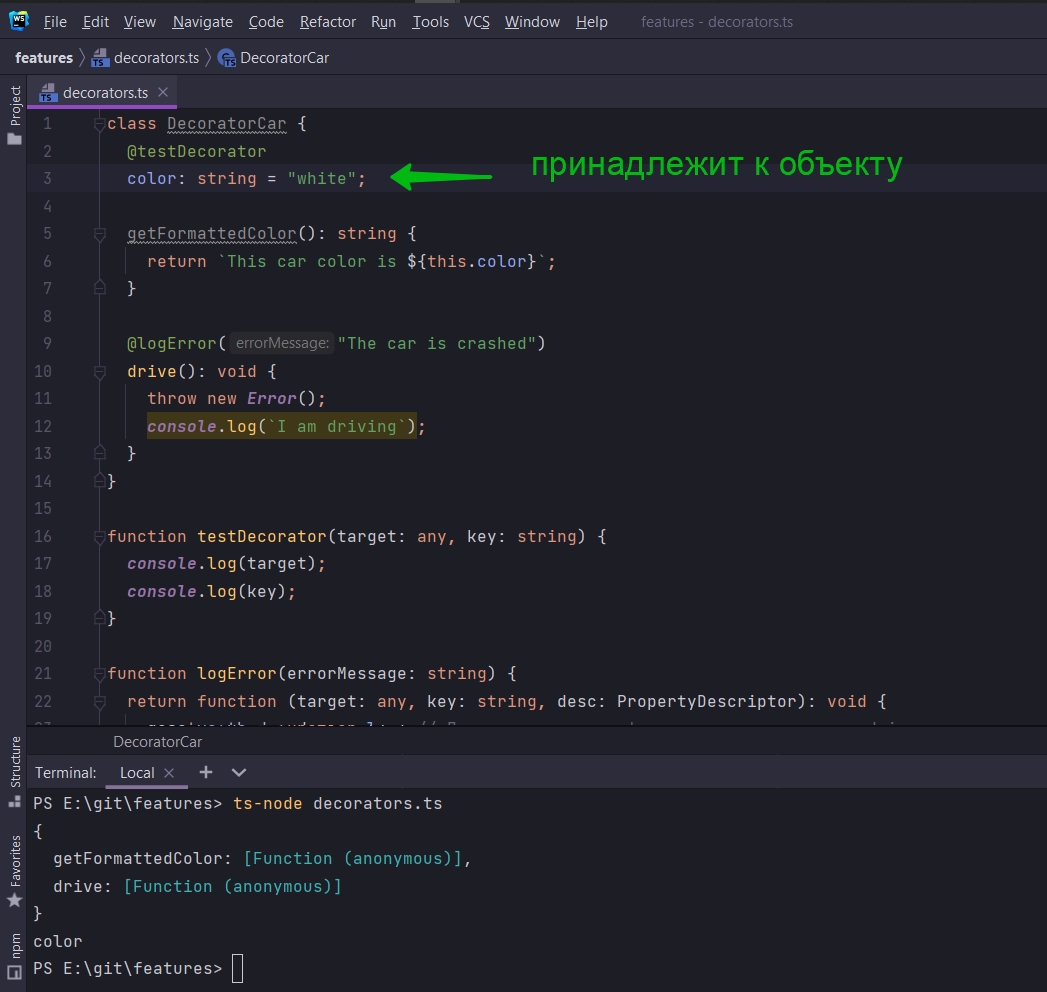 WS File Edit View Navigate Code Refactor Run Tools VCS Window Help features - decorators.ts
features decorators.ts DecoratorCar
decorators.ts
Project
1 class DecoratorCar {
2 @testDecorator
3 color: string = "white"; принадлежит к объекту
4
5 getFormattedColor(): string {
6 return `This car color is ${this.color}`;
7 }
8
9 @logError( errorMessage: "The car is crashed")
10 drive(): void {
11 throw new Error();
12 console.log(`I am driving`);
13 }
14 }
15
16 function testDecorator(target: any, key: string) {
17 console.log(target);
18 console.log(key);
19 }
20
21 function logError(errorMessage: string) {
22 return function (target: any, key: string, desc: PropertyDescriptor): void {
DecoratorCar
Structure
Terminal: Local
PS E:\git\features> ts-node decorators.ts
{
getFormattedColor: [Function (anonymous)],
drive: [Function (anonymous)]
}
color
PS E:\git\features>
Favorites
npm